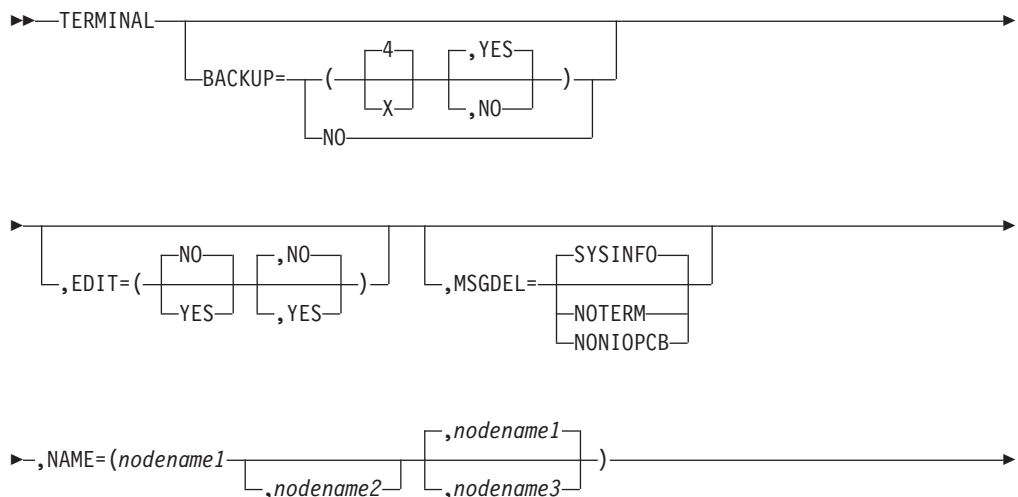 TERMINAL
4 ,YES
BACKUP= ( )
X ,NO
NO
NO ,NO SYSINFO
,EDIT=( ) ,MSGDEL=
YES ,YES NOTERM
NONIOPCB
,nodename1
,NAME=(nodename1 )
,nodename2 ,nodename3